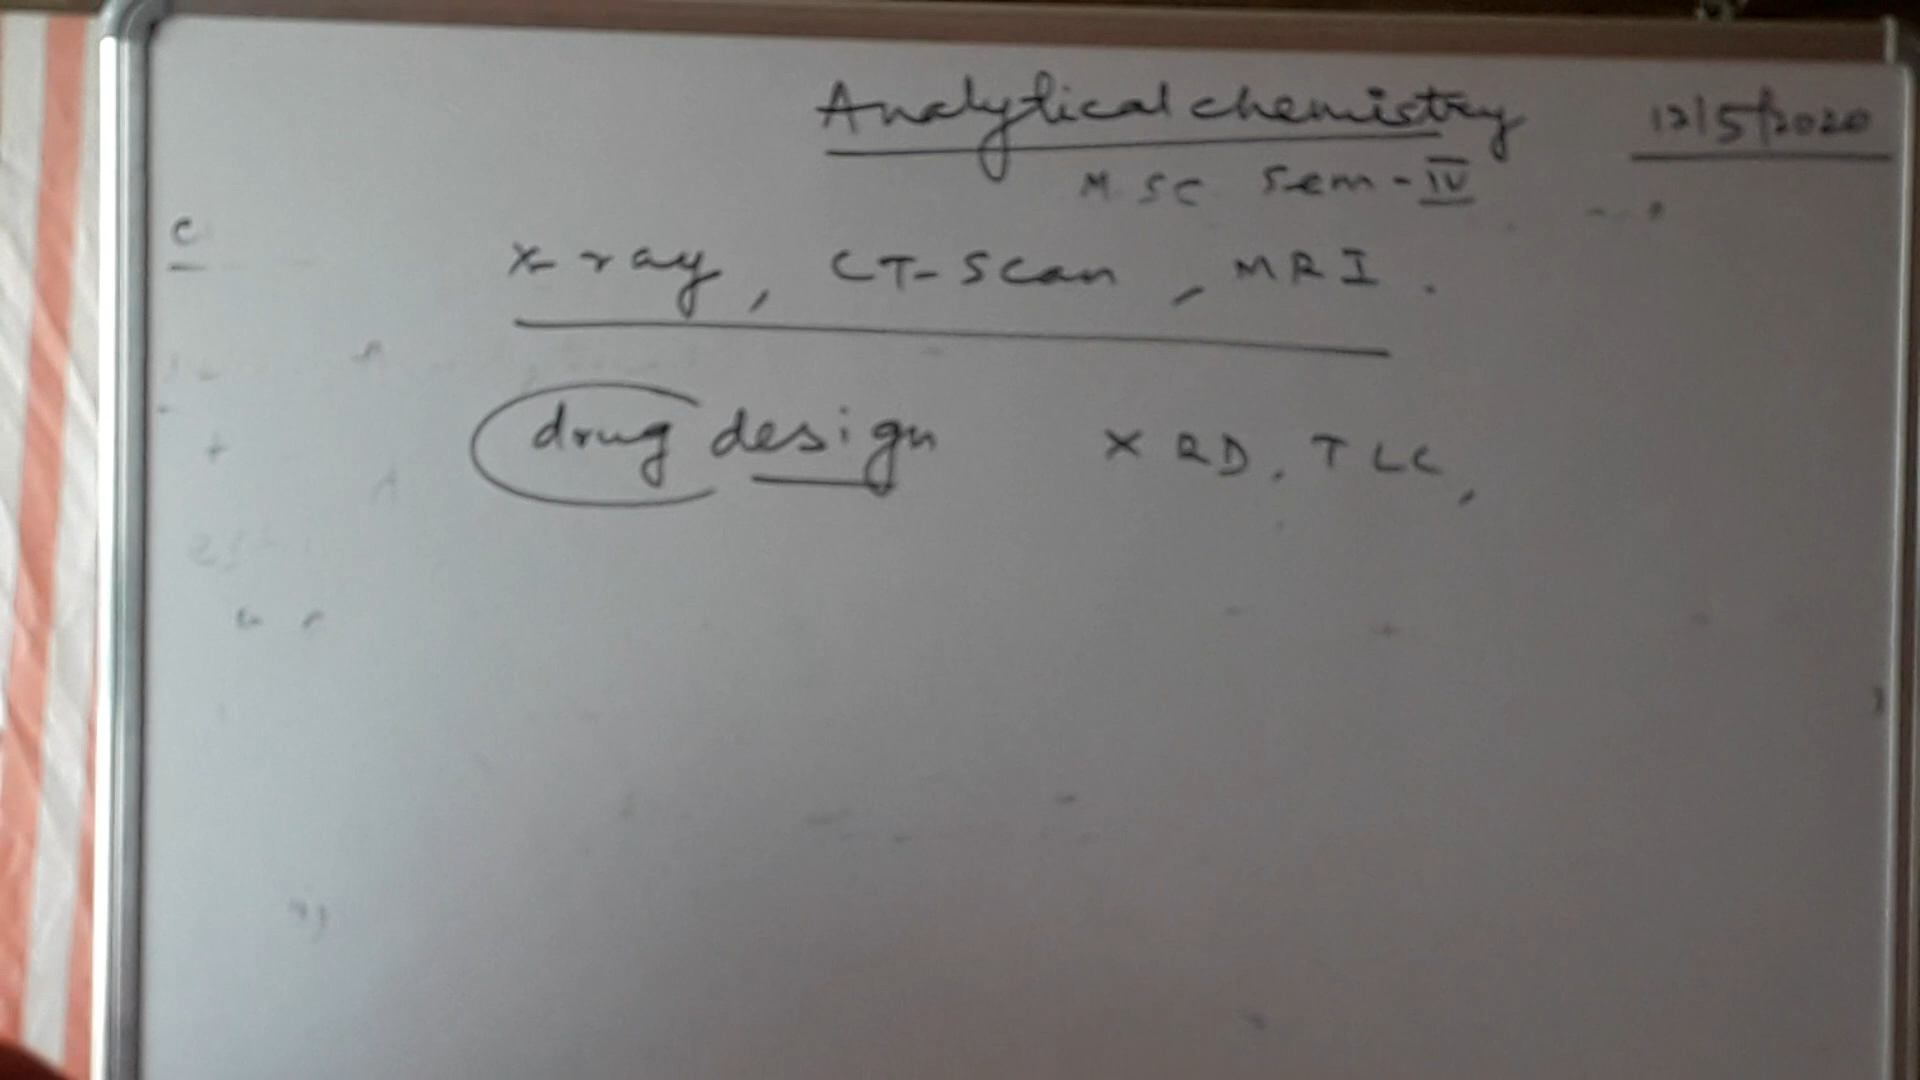 Analytical chemistry 12/5/2020
M.SC Sem-IV
c
x-ray, CT-Scan, MRI.
drug design XRD, TLC,